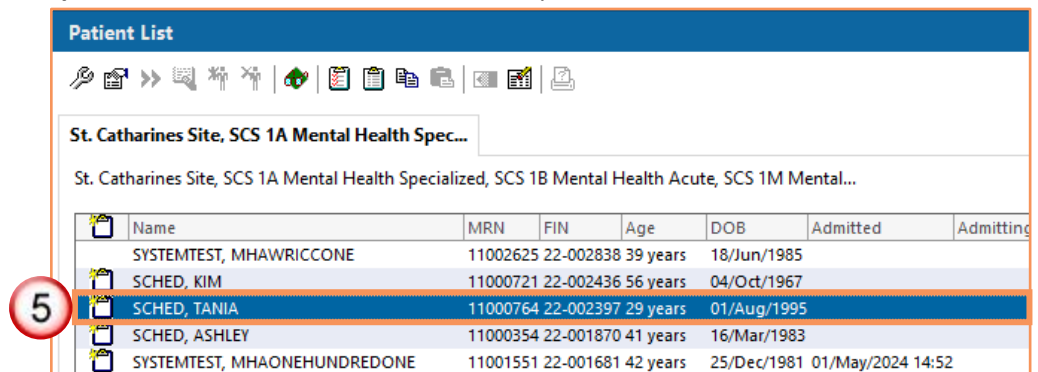 Patient List
St. Catharines Site, SCS 1A Mental Health Spec...
St. Catharines Site, SCS 1A Mental Health Specialized, SCS 1B Mental Health Acute, SCS 1M Mental...
Name MRN FIN Age DOB Admitted Admitting
SYSTEMTEST, MHAWRICCONE 11002625 22-002838 39 years 18/Jun/1985
SCHED, KIM 11000721 22-002436 56 years 04/Oct/1967
5 SCHED, TANIA 11000764 22-002397 29 years 01/Aug/1995
SCHED, ASHLEY 11000354 22-001870 41 years 16/Mar/1983
SYSTEMTEST, MHAONEHUNDREDONE 11001551 22-001681 42 years 25/Dec/1981 01/May/2024 14:52